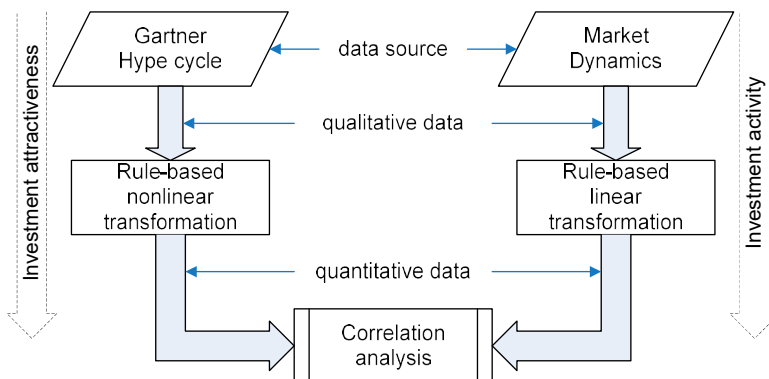 Gartner
Hype cycle
data source
Market
Dynamics
Investment attractiveness
qualitative data
Investment activity
Rule-based
nonlinear
transformation
Rule-based
linear
transformation
quantitative data
Correlation
analysis